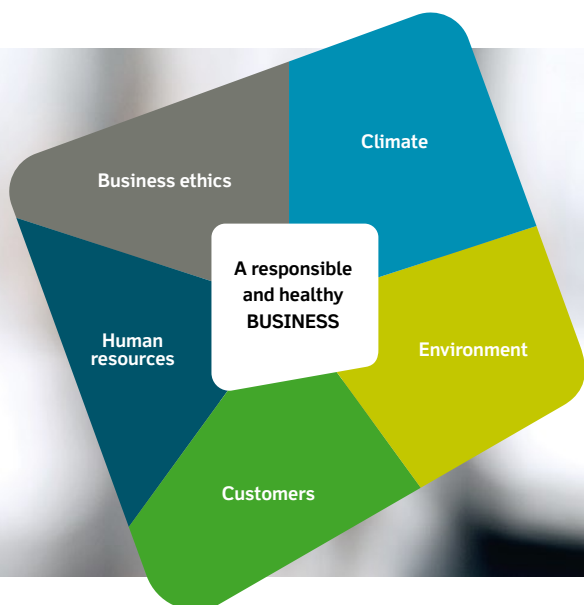 Climate
Business ethics
A responsible
and healthy
BUSINESS
Human
resources
Environment
Customers